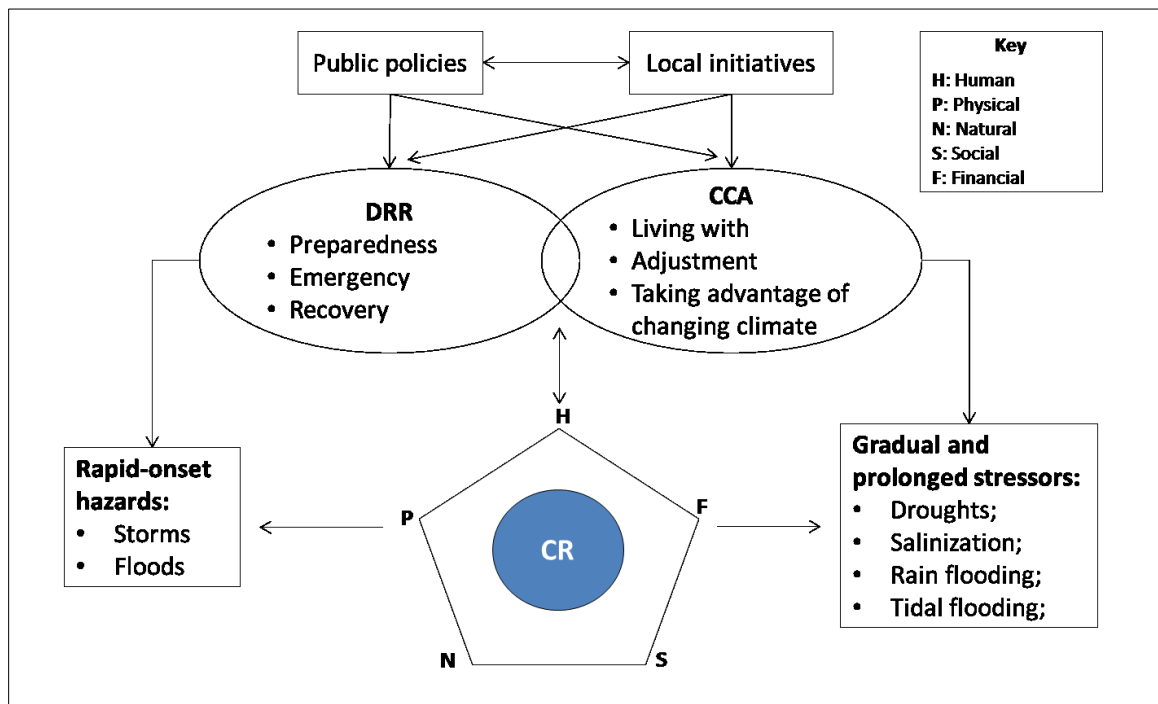 Public policies
Local initiatives
Key
H: Human
P: Physical
N: Natural
S: Social
F: Financial
DRR
• Preparedness
• Emergency
• Recovery
CCA
• Living with
• Adjustment
• Taking advantage of
changing climate
Rapid-onset
hazards:
• Storms
• Floods
H
P
F
CR
N
S
Gradual and
prolonged stressors:
• Droughts;
• Salinization;
• Rain flooding;
• Tidal flooding;